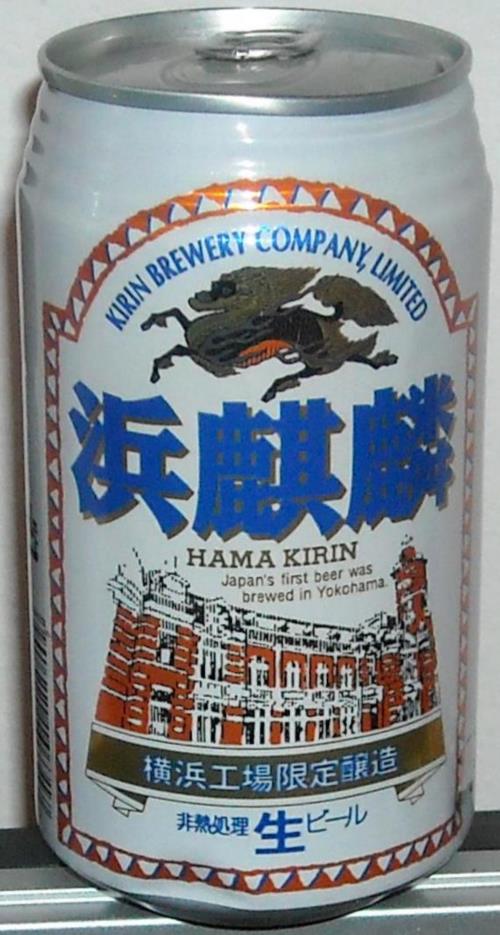 KIRIN BREWERY COMPANY, LIMITED
浜麒麟
HAMA KIRIN
Japan's first beer was
brewed in Yokohama.
横浜工場限定醸造
非熱処理 生ビール